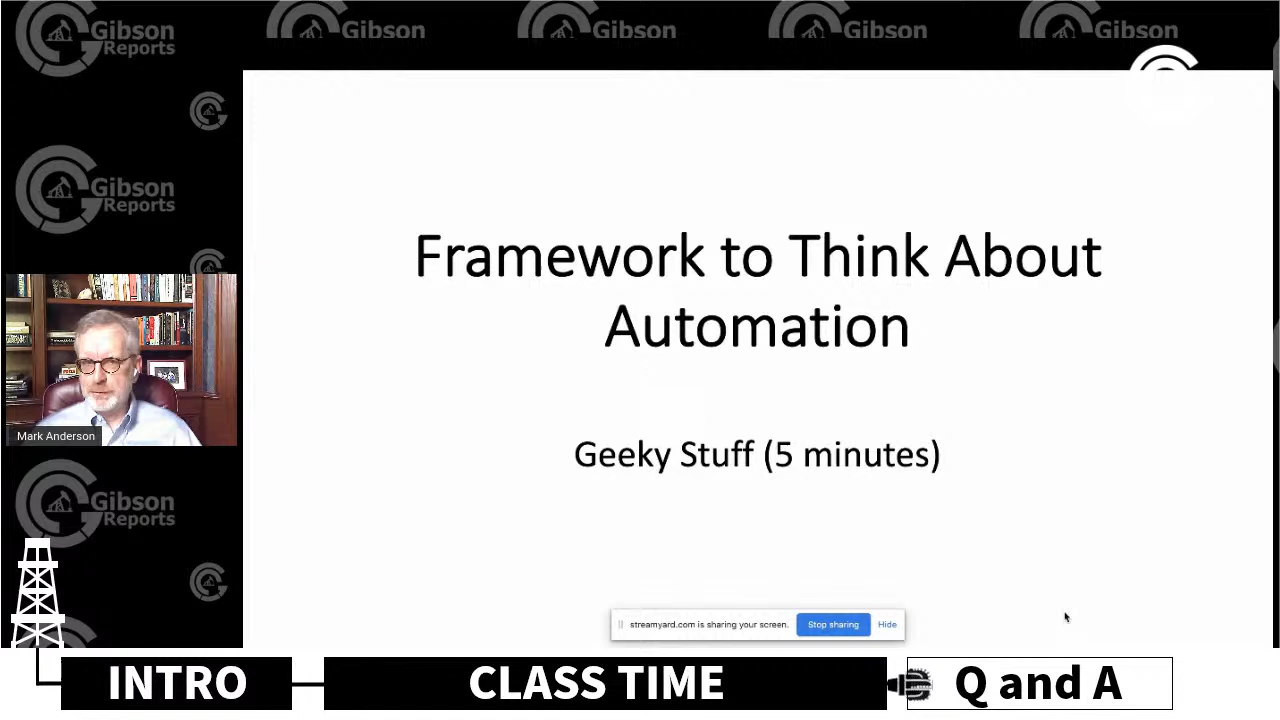 Gibson
Reports
Gibson
Gibson
Gibson
Gibson
Gibson
Reports
Framework to Think About
Automation
Geeky Stuff (5 minutes)
Mark Anderson
Gibson
Reports
streamyard.com is sharing your screen.
Stop sharing
Hide
INTRO
CLASS TIME
Q and A